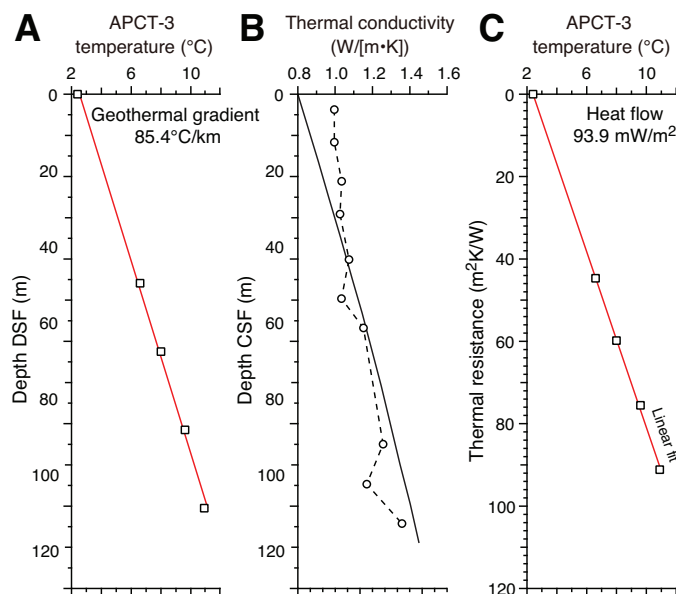 A
APCT-3
temperature (°C)
2 6 10
Geothermal gradient
85.4°C/km
Depth DSF (m)
0
20
40
60
80
100
120
B
Thermal conductivity
(W/[m•K])
0.8 1.0 1.2 1.4 1.6
Depth CSF (m)
0
20
40
60
80
100
120
C
APCT-3
temperature (°C)
2 6 10
Heat flow
93.9 mW/m²
Thermal resistance (m²K/W)
0
20
40
60
80
100
120
Linear fit